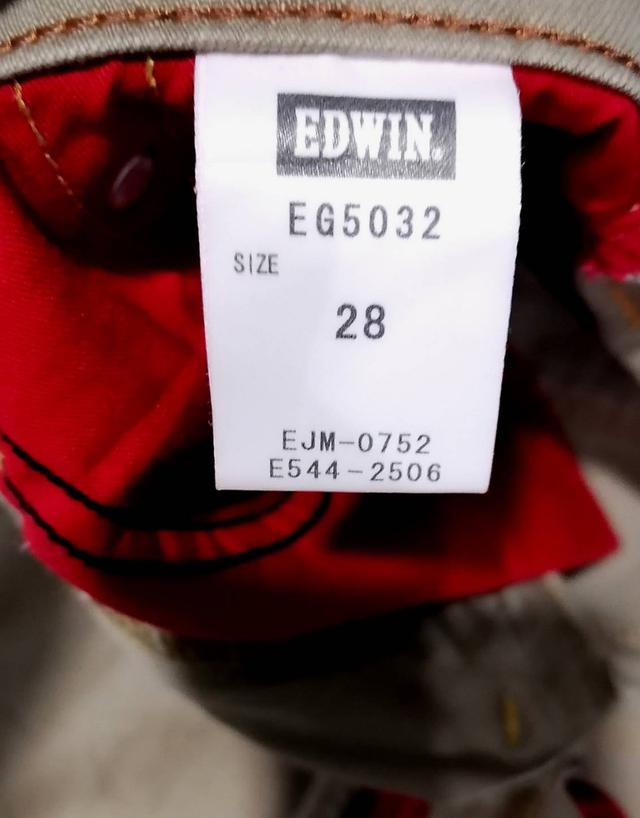 EDWIN.
EG5032
SIZE
28
EJM-0752
E544-2506